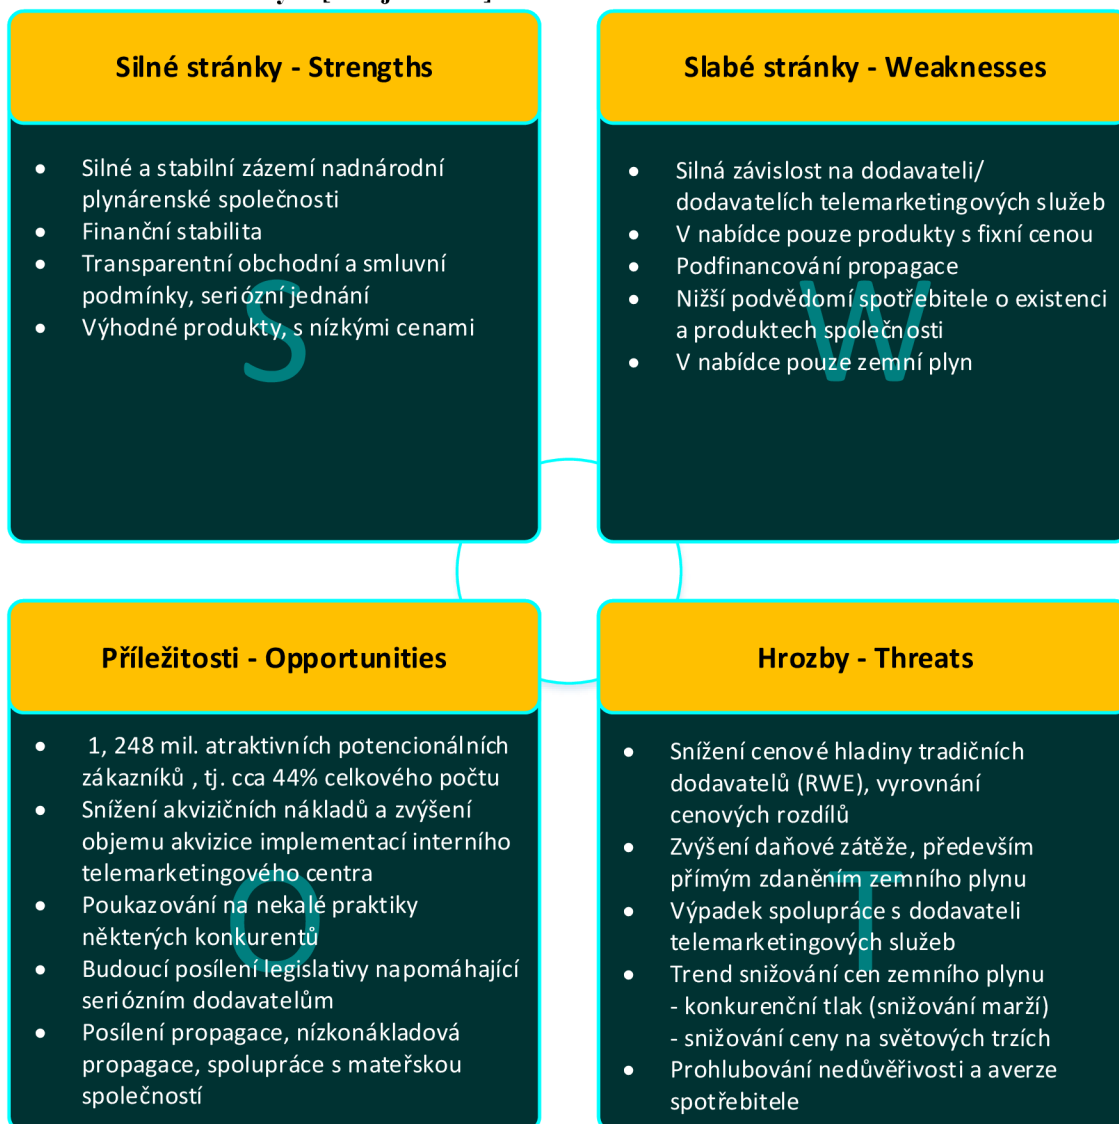 Silné stránky - Strengths
• Silné a stabilní zázemí nadnárodní
plynárenské společnosti
• Finanční stabilita
• Transparentní obchodní a smluvní
podmínky, seriózní jednání
• Výhodné produkty, s nízkými cenami
S
Slabé stránky - Weaknesses
• Silná závislost na dodavateli/
dodavatelích telemarketingových služeb
• V nabídce pouze produkty s fixní cenou
• Podfinancování propagace
• Nižší podvědomí spotřebitele o existenci
a produktech společnosti
• V nabídce pouze zemní plyn
W
Příležitosti - Opportunities
• 1, 248 mil. atraktivních potencionálních
zákazníků , tj. cca 44% celkového počtu
• Snížení akvizičních nákladů a zvýšení
objemu akvizice implementací interního
telemarketingového centra
• Poukazování na nekalé praktiky
některých konkurentů
• Budoucí posílení legislativy napomáhající
seriózním dodavatelům
• Posílení propagace, nízkonákladová
propagace, spolupráce s mateřskou
společností
O
Hrozby - Threats
• Snížení cenové hladiny tradičních
dodavatelů (RWE), vyrovnání
cenových rozdílů
• Zvýšení daňové zátěže, především
přímým zdaněním zemního plynu
• Výpadek spolupráce s dodavateli
telemarketingových služeb
• Trend snižování cen zemního plynu
- konkurenční tlak (snižování marží)
- snižování ceny na světových trzích
• Prohlubování nedůvěřivosti a averze
spotřebitele
T